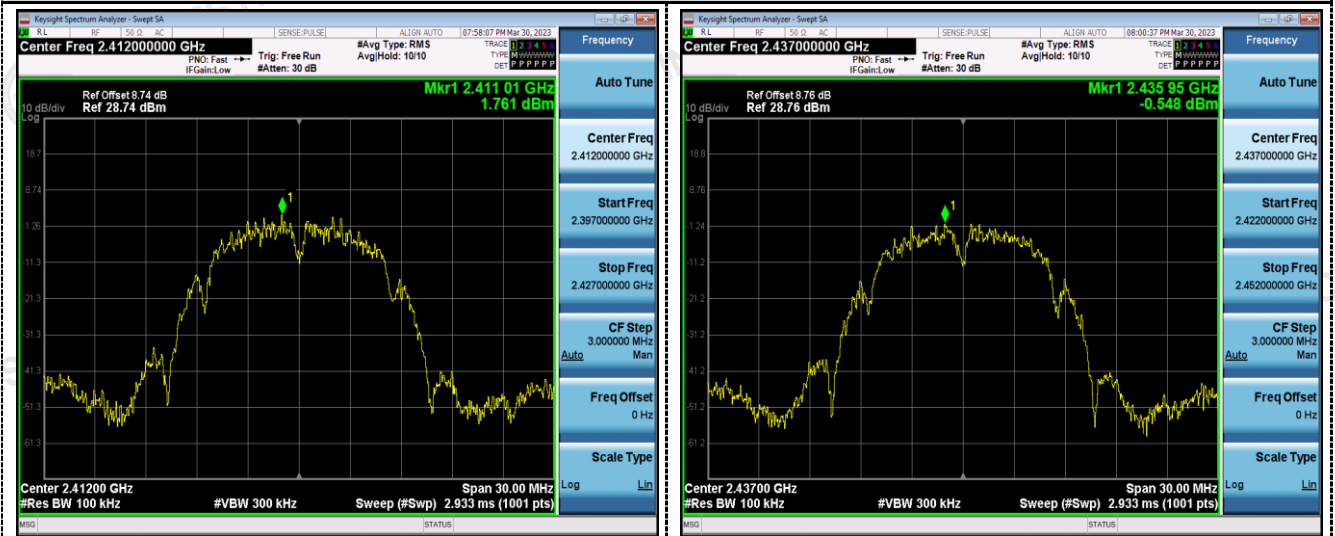 Keysight Spectrum Analyzer - Swept SA
RL RF 50 Ω AC SENSE:PULSE ALIGN AUTO 07:58:07 PM Mar 30, 2023
Center Freq 2.412000000 GHz
PNO: Fast
IFGain:Low
Trig: Free Run
#Atten: 30 dB
#Avg Type: RMS
Avg|Hold: 10/10
TRACE 1 2 3 4 5 6
TYPE M WWWWW
DET P P P P P P
Ref Offset 8.74 dB
10 dB/div Ref 28.74 dBm
Log
Mkr1 2.411 01 GHz
1.761 dBm
18.7
8.74
-1.26
-11.3
-21.3
-31.3
-41.3
-51.3
-61.3
1
Center 2.41200 GHz Span 30.00 MHz
#Res BW 100 kHz #VBW 300 kHz Sweep (#Swp) 2.933 ms (1001 pts)
MSG STATUS
Frequency
Auto Tune
Center Freq
2.412000000 GHz
Start Freq
2.397000000 GHz
Stop Freq
2.427000000 GHz
CF Step
3.000000 MHz
Auto Man
Freq Offset
0 Hz
Scale Type
Log Lin
Keysight Spectrum Analyzer - Swept SA
RL RF 50 Ω AC SENSE:PULSE ALIGN AUTO 08:00:37 PM Mar 30, 2023
Center Freq 2.437000000 GHz
PNO: Fast
IFGain:Low
Trig: Free Run
#Atten: 30 dB
#Avg Type: RMS
Avg|Hold: 10/10
TRACE 1 2 3 4 5 6
TYPE M WWWWW
DET P P P P P P
Ref Offset 8.76 dB
10 dB/div Ref 28.76 dBm
Log
Mkr1 2.435 95 GHz
-0.548 dBm
18.8
8.76
-1.24
-11.2
-21.2
-31.2
-41.2
-51.2
-61.2
1
Center 2.43700 GHz Span 30.00 MHz
#Res BW 100 kHz #VBW 300 kHz Sweep (#Swp) 2.933 ms (1001 pts)
MSG STATUS
Frequency
Auto Tune
Center Freq
2.437000000 GHz
Start Freq
2.422000000 GHz
Stop Freq
2.452000000 GHz
CF Step
3.000000 MHz
Auto Man
Freq Offset
0 Hz
Scale Type
Log Lin